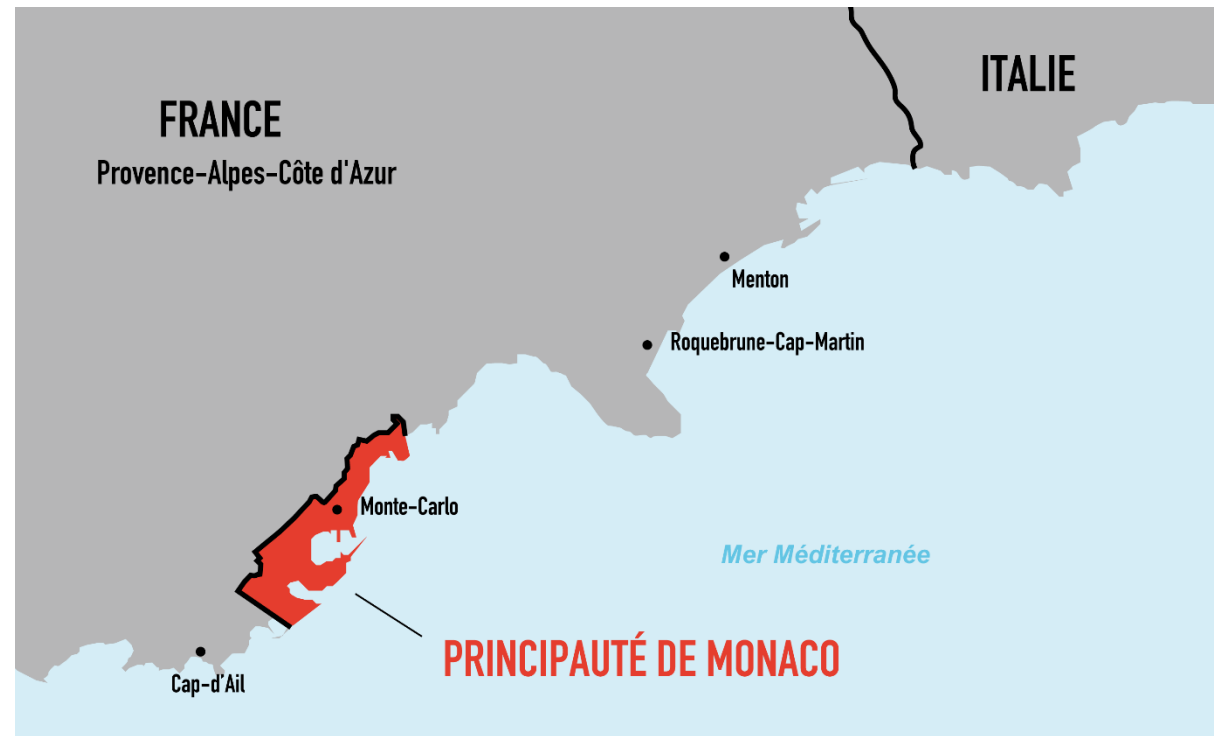 FRANCE
Provence-Alpes-Côte d'Azur
ITALIE
Menton
Roquebrune-Cap-Martin
Monte-Carlo
Mer Méditerranée
PRINCIPAUTÉ DE MONACO
Cap-d'Ail